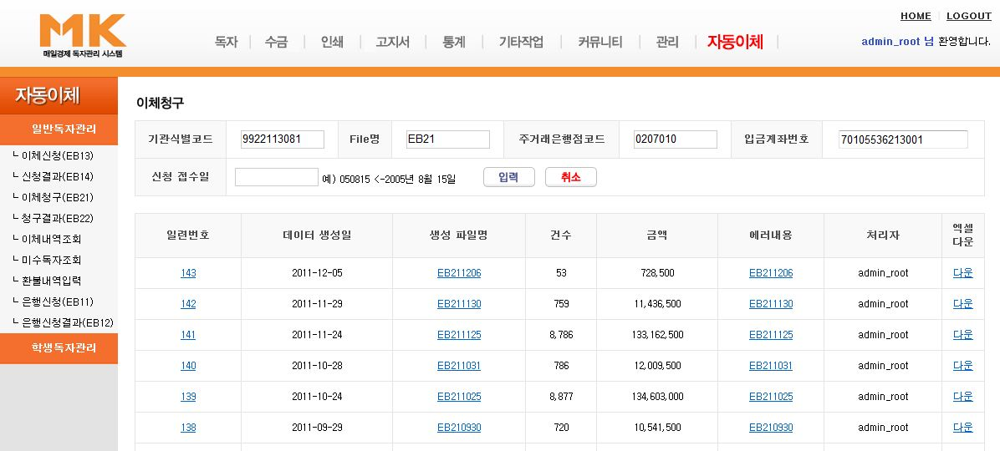 HOME LOGOUT
MK
매일경제 독자관리 시스템
독자 수금 인쇄 고지서 통계 기타작업 커뮤니티 관리 자동이체
admin_root 님 환영합니다.
자동이체
일반독자관리
└ 이체신청(EB13)
└ 신청결과(EB14)
└ 이체청구(EB21)
└ 청구결과(EB22)
└ 이체내역조회
└ 미수독자조회
└ 환불내역입력
└ 은행신청(EB11)
└ 은행신청결과(EB12)
학생독자관리
이체청구
기관식별코드 9922113081 File명 EB21 주거래은행점코드 0207010 입금계좌번호 70105536213001
신청 접수일 예) 050815 <-2005년 8월 15일 입력 취소
일련번호 데이터 생성일 생성 파일명 건수 금액 에러내용 처리자 엑셀
다운
143 2011-12-05 EB211206 53 728,500 EB211206 admin_root 다운
142 2011-11-29 EB211130 759 11,436,500 EB211130 admin_root 다운
141 2011-11-24 EB211125 8,786 133,162,500 EB211125 admin_root 다운
140 2011-10-28 EB211031 786 12,009,500 EB211031 admin_root 다운
139 2011-10-24 EB211025 8,877 134,603,000 EB211025 admin_root 다운
138 2011-09-29 EB210930 720 10,541,500 EB210930 admin_root 다운